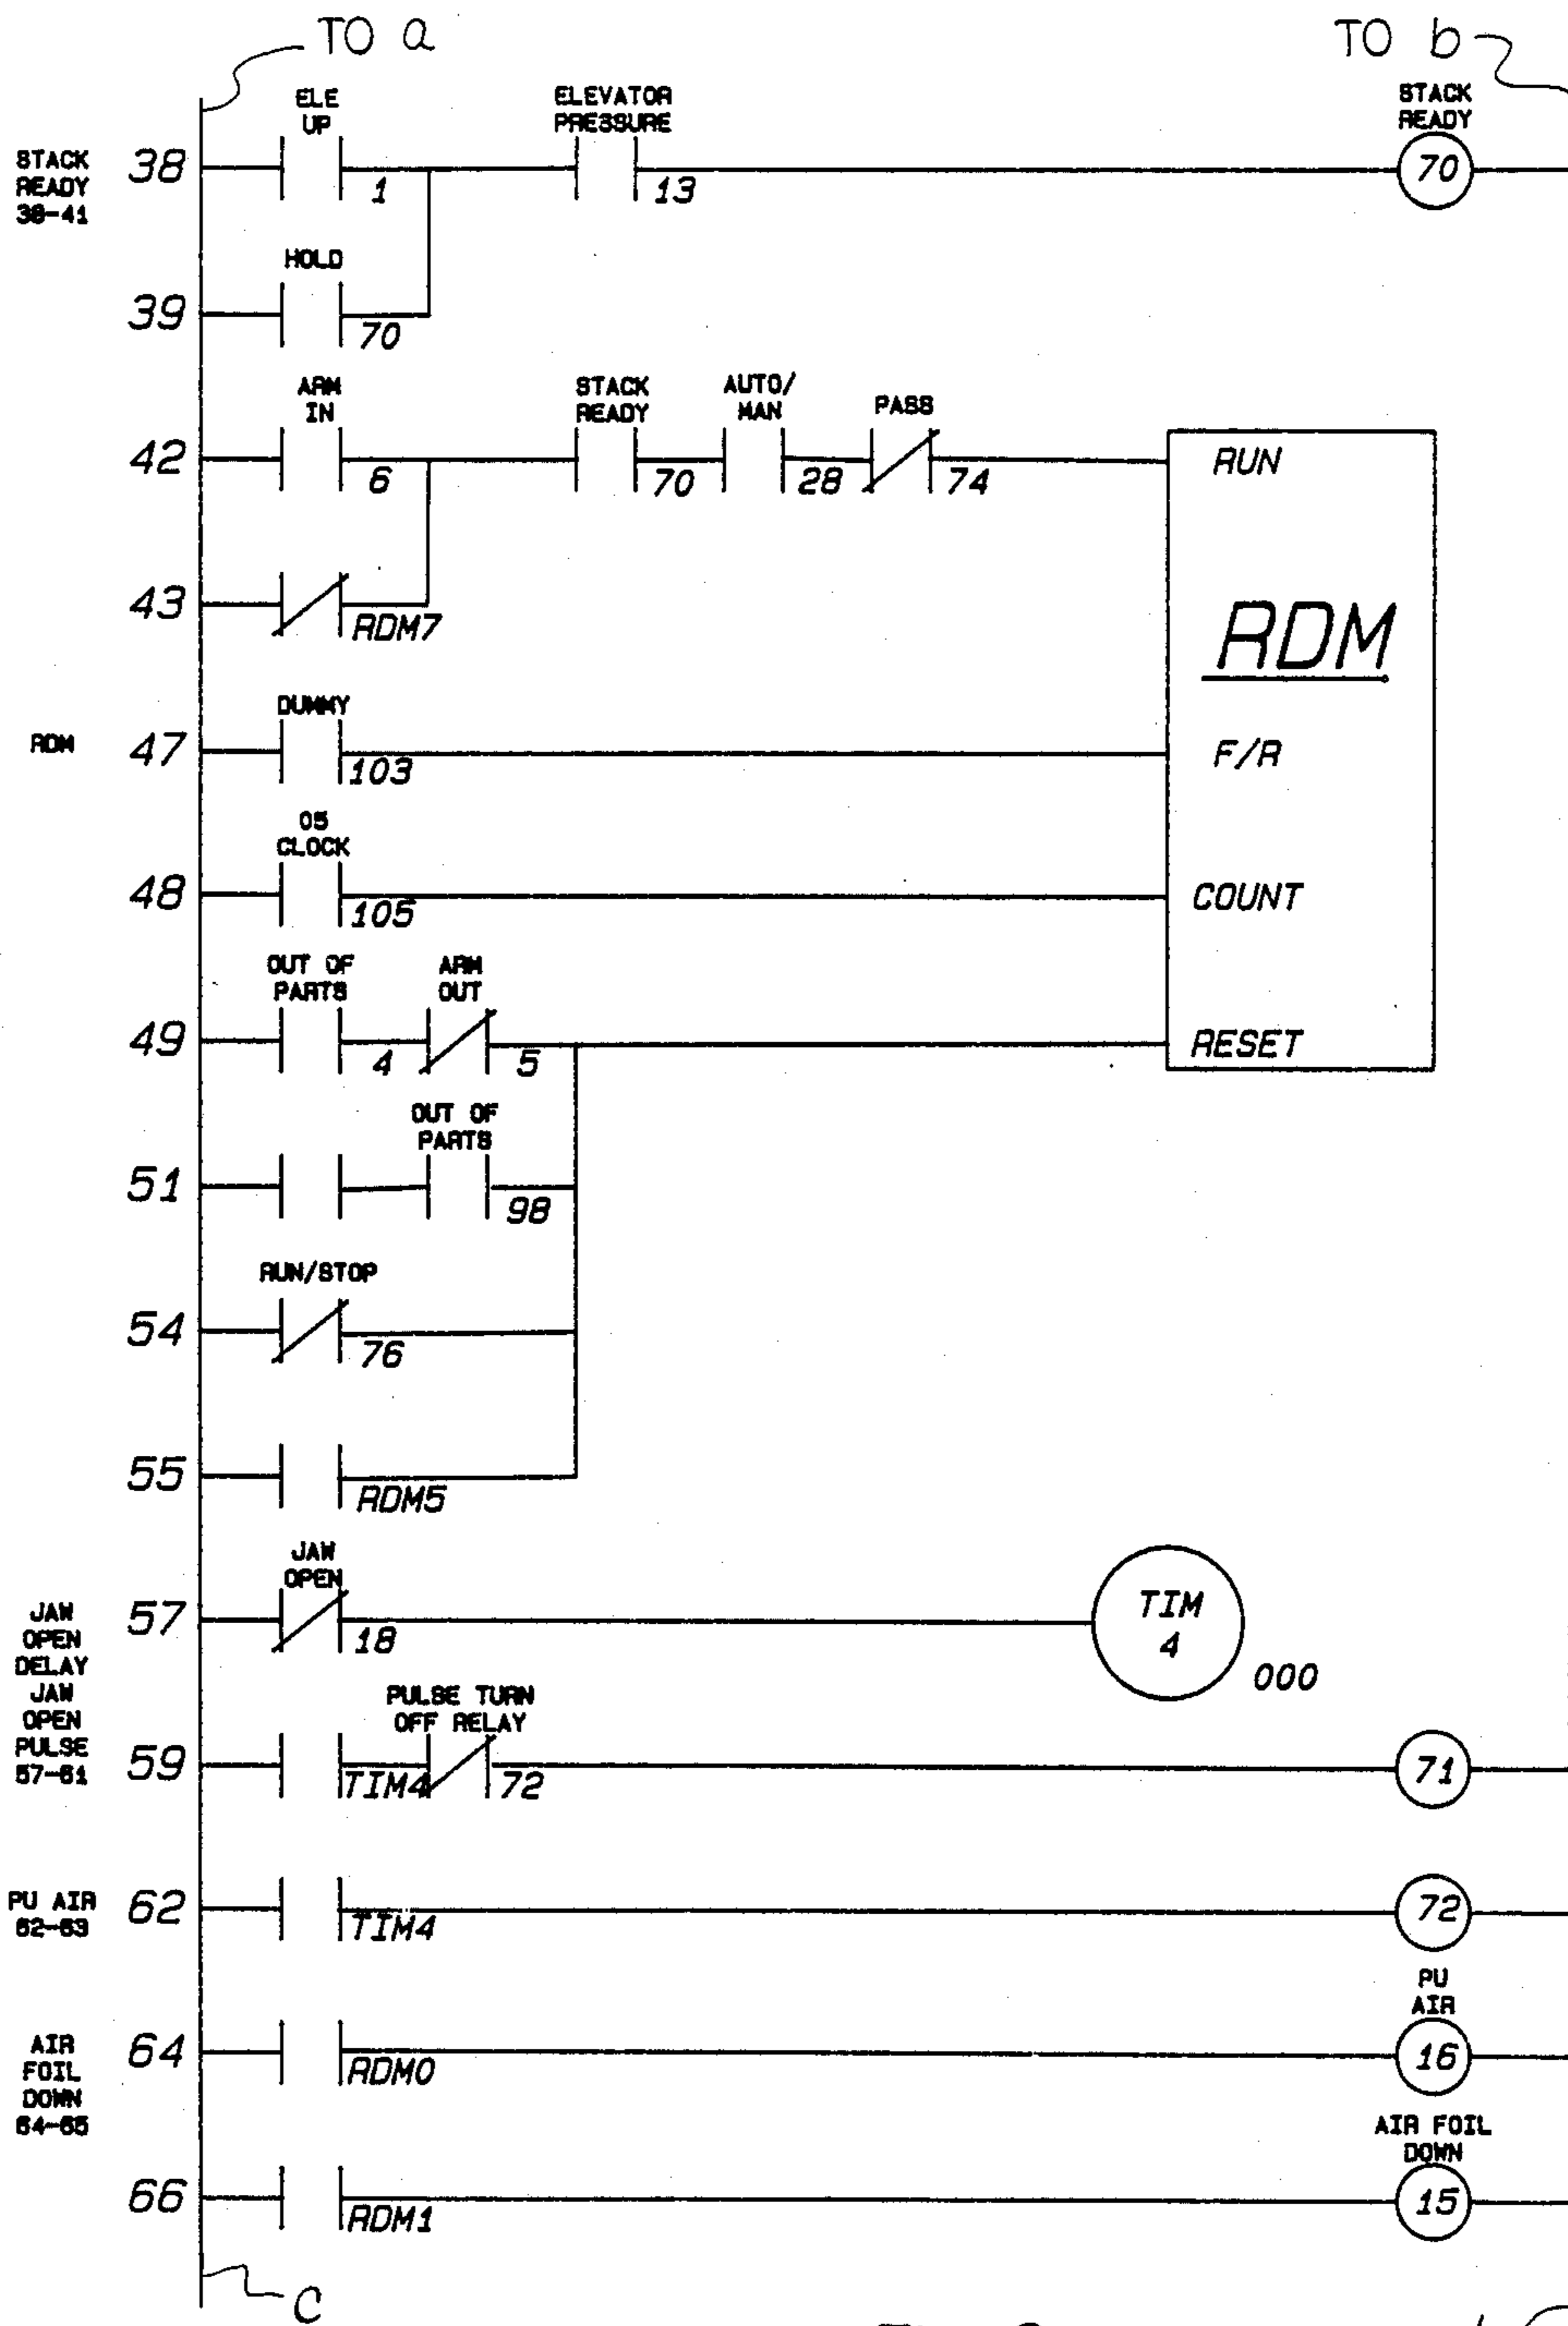 TO a
TO b
ELE
UP
ELEVATOR
PRESSURE
STACK
READY
STACK
READY
38-41
38
1
13
70
HOLD
39
70
ARM
IN
STACK
READY
AUTO/
MAN
PASS
42
6
70
28
74
RUN
43
RDM7
RDM
DUMMY
RDM
47
103
F/R
05
CLOCK
48
105
COUNT
OUT OF
PARTS
ARM
OUT
49
4
5
RESET
OUT OF
PARTS
51
98
RUN/STOP
54
76
55
RDM5
JAW
OPEN
JAW
OPEN
DELAY
57
18
TIM
4
000
JAW
OPEN
PULSE
57-61
PULSE TURN
OFF RELAY
59
TIM4
72
71
PU AIR
62-63
62
TIM4
72
PU
AIR
AIR
FOIL
DOWN
64-65
64
RDM0
16
AIR FOIL
DOWN
66
RDM1
15
C